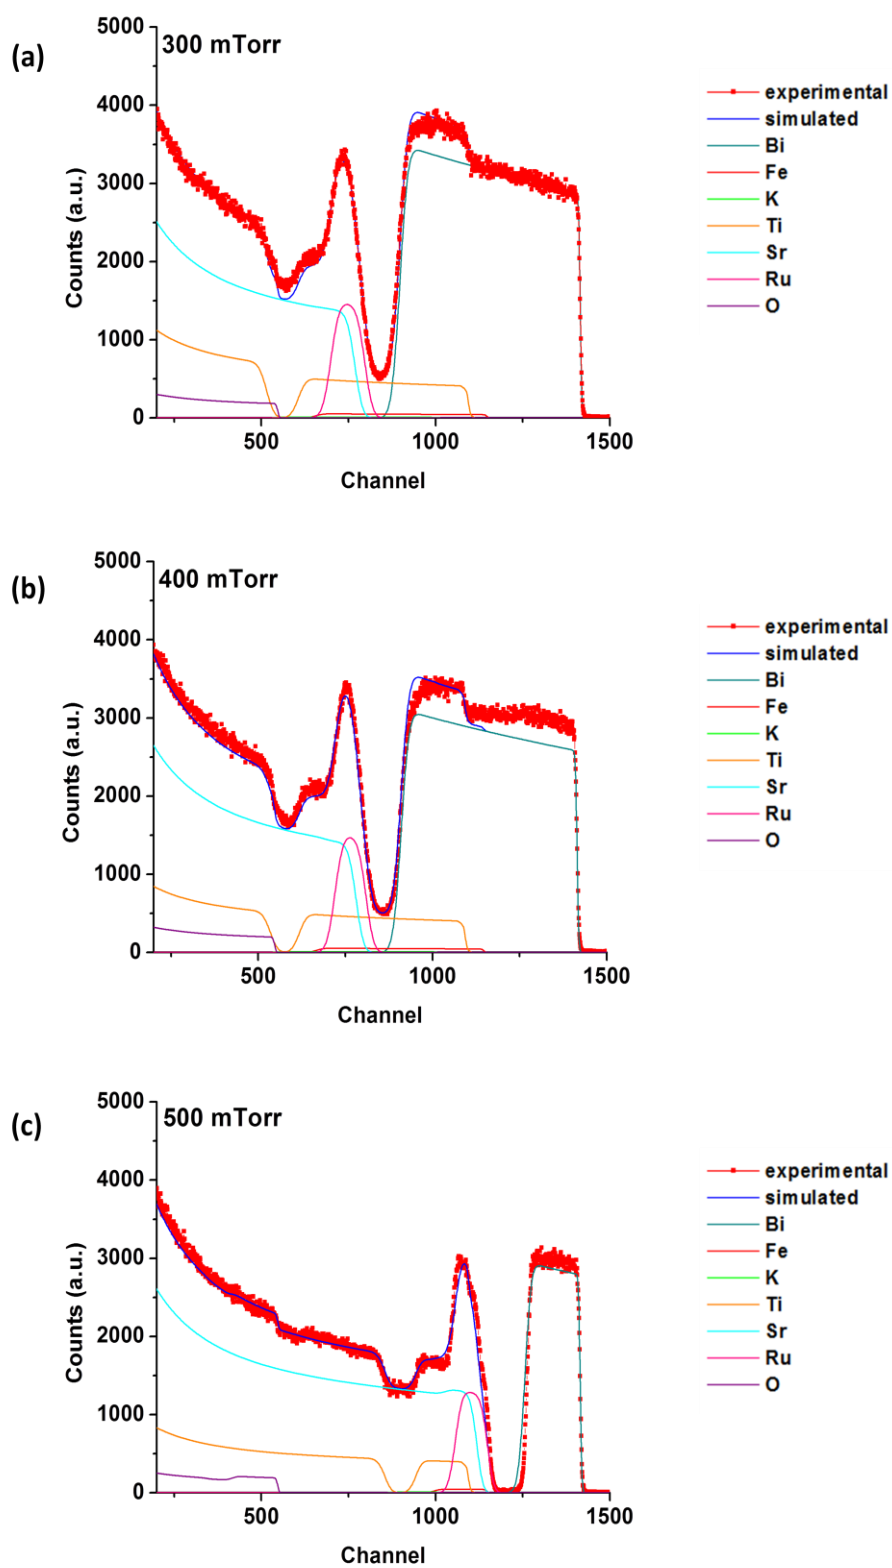 (a)
300 mTorr
5000
4000
3000
2000
1000
0
Counts (a.u.)
500
1000
1500
Channel
experimental
simulated
Bi
Fe
K
Ti
Sr
Ru
O
(b)
400 mTorr
5000
4000
3000
2000
1000
0
Counts (a.u.)
500
1000
1500
Channel
experimental
simulated
Bi
Fe
K
Ti
Sr
Ru
O
(c)
500 mTorr
5000
4000
3000
2000
1000
0
Counts (a.u.)
500
1000
1500
Channel
experimental
simulated
Bi
Fe
K
Ti
Sr
Ru
O